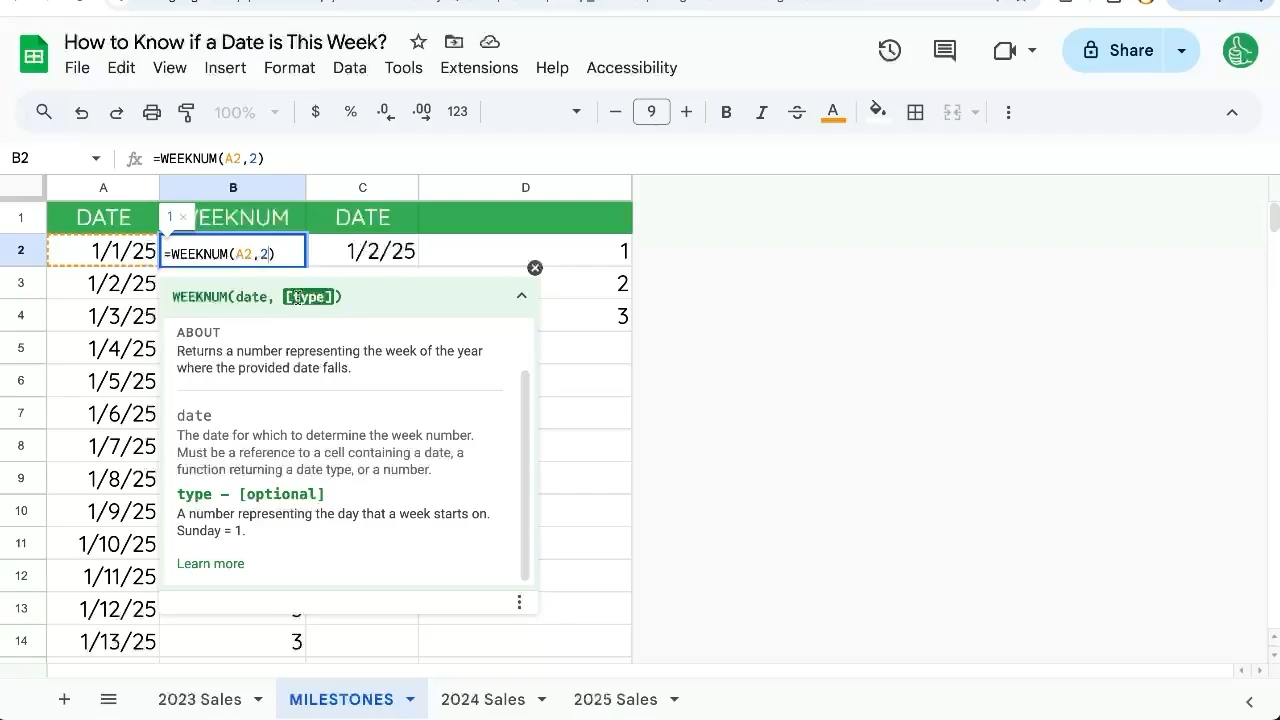 How to Know if a Date is This Week?
File Edit View Insert Format Data Tools Extensions Help Accessibility
Share
100% $ % .0 .00 123 9 B I S A
B2 fx =WEEKNUM(A2,2)
A B C D
1 DATE 1 × WEEKNUM DATE
2 1/1/25 =WEEKNUM(A2,2) 1/2/25 1
3 1/2/25 2
WEEKNUM(date, [type])
4 1/3/25 3
ABOUT
5 1/4/25 Returns a number representing the week of the year
where the provided date falls.
6 1/5/25
7 1/6/25 date
The date for which to determine the week number.
8 1/7/25 Must be a reference to a cell containing a date, a
function returning a date type, or a number.
9 1/8/25
type – [optional]
10 1/9/25 A number representing the day that a week starts on.
11 1/10/25 Sunday = 1.
12 1/11/25 Learn more
13 1/12/25
14 1/13/25 3
2023 Sales MILESTONES 2024 Sales 2025 Sales